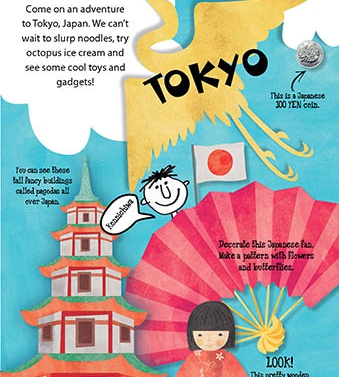 Come on an adventure
to Tokyo, Japan. We can't
wait to slurp noodles, try
octopus ice cream and
see some cool toys and
gadgets!
TOKYO
This is a Japanese
100 YEN coin.
You can see these
tall fancy buildings
called pagodas all
over Japan.
Konnichiwa
Decorate this Japanese fan.
Make a pattern with flowers
and butterflies.
LOOK!
This pretty wooden